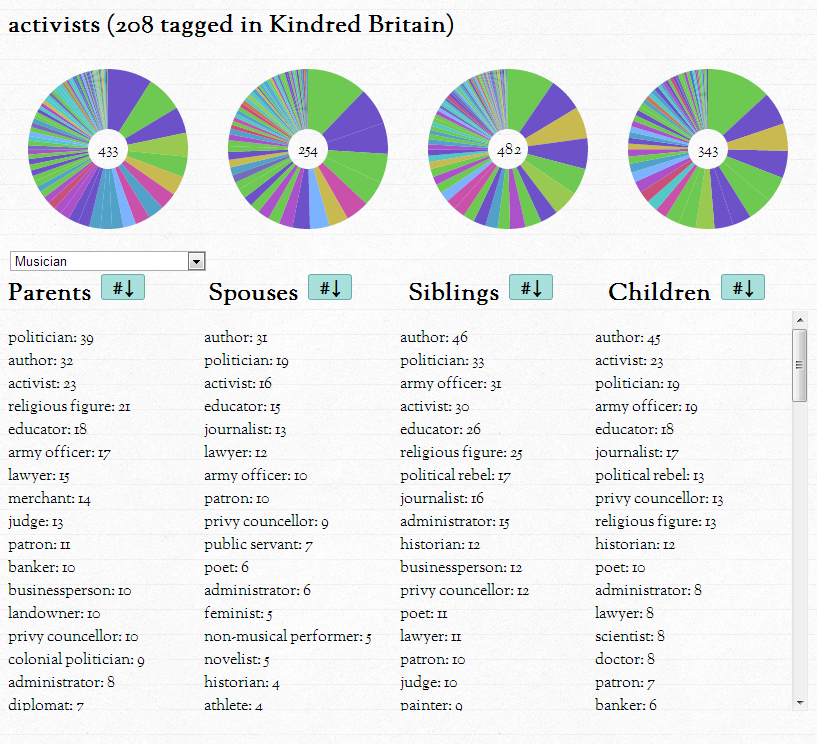 activists (208 tagged in Kindred Britain)
433 254 482 343
Musician
Parents #↓ Spouses #↓ Siblings #↓ Children #↓
politician: 39 author: 31 author: 46 author: 45
author: 32 politician: 19 politician: 33 activist: 23
activist: 23 activist: 16 army officer: 31 politician: 19
religious figure: 21 educator: 15 activist: 30 army officer: 19
educator: 18 journalist: 13 educator: 26 educator: 18
army officer: 17 lawyer: 12 religious figure: 25 journalist: 17
lawyer: 15 army officer: 10 political rebel: 17 political rebel: 13
merchant: 14 patron: 10 journalist: 16 privy councellor: 13
judge: 13 privy councellor: 9 administrator: 15 religious figure: 13
patron: 11 public servant: 7 historian: 12 historian: 12
banker: 10 poet: 6 businessperson: 12 poet: 10
businessperson: 10 administrator: 6 privy councellor: 12 administrator: 8
landowner: 10 feminist: 5 poet: 11 lawyer: 8
privy councellor: 10 non-musical performer: 5 lawyer: 11 scientist: 8
colonial politician: 9 novelist: 5 patron: 10 doctor: 8
administrator: 8 historian: 4 judge: 10 patron: 7
diplomat: 7 athlete: 4 painter: 9 banker: 6